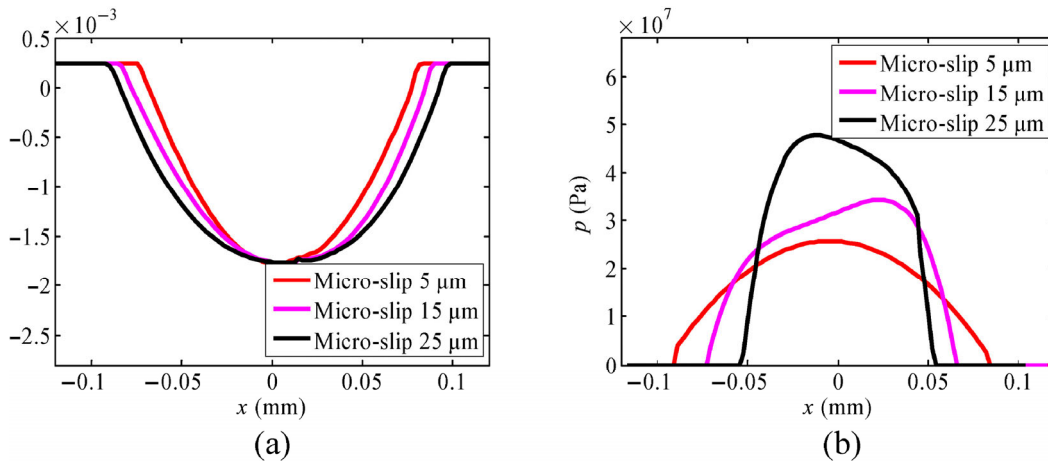 ×10⁻³
0.5
0
−0.5
−1
−1.5
−2
−2.5
−0.1
−0.05
0
0.05
0.1
x (mm)
Micro-slip 5 μm
Micro-slip 15 μm
Micro-slip 25 μm
(a)
×10⁷
6
5
4
3
2
1
0
p (Pa)
−0.1
−0.05
0
0.05
0.1
x (mm)
Micro-slip 5 μm
Micro-slip 15 μm
Micro-slip 25 μm
(b)